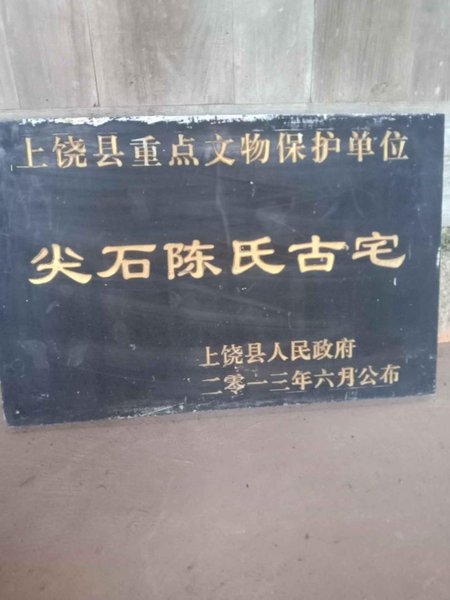 上饶县重点文物保护单位
尖石陈氏古宅
上饶县人民政府
二零一三年六月公布